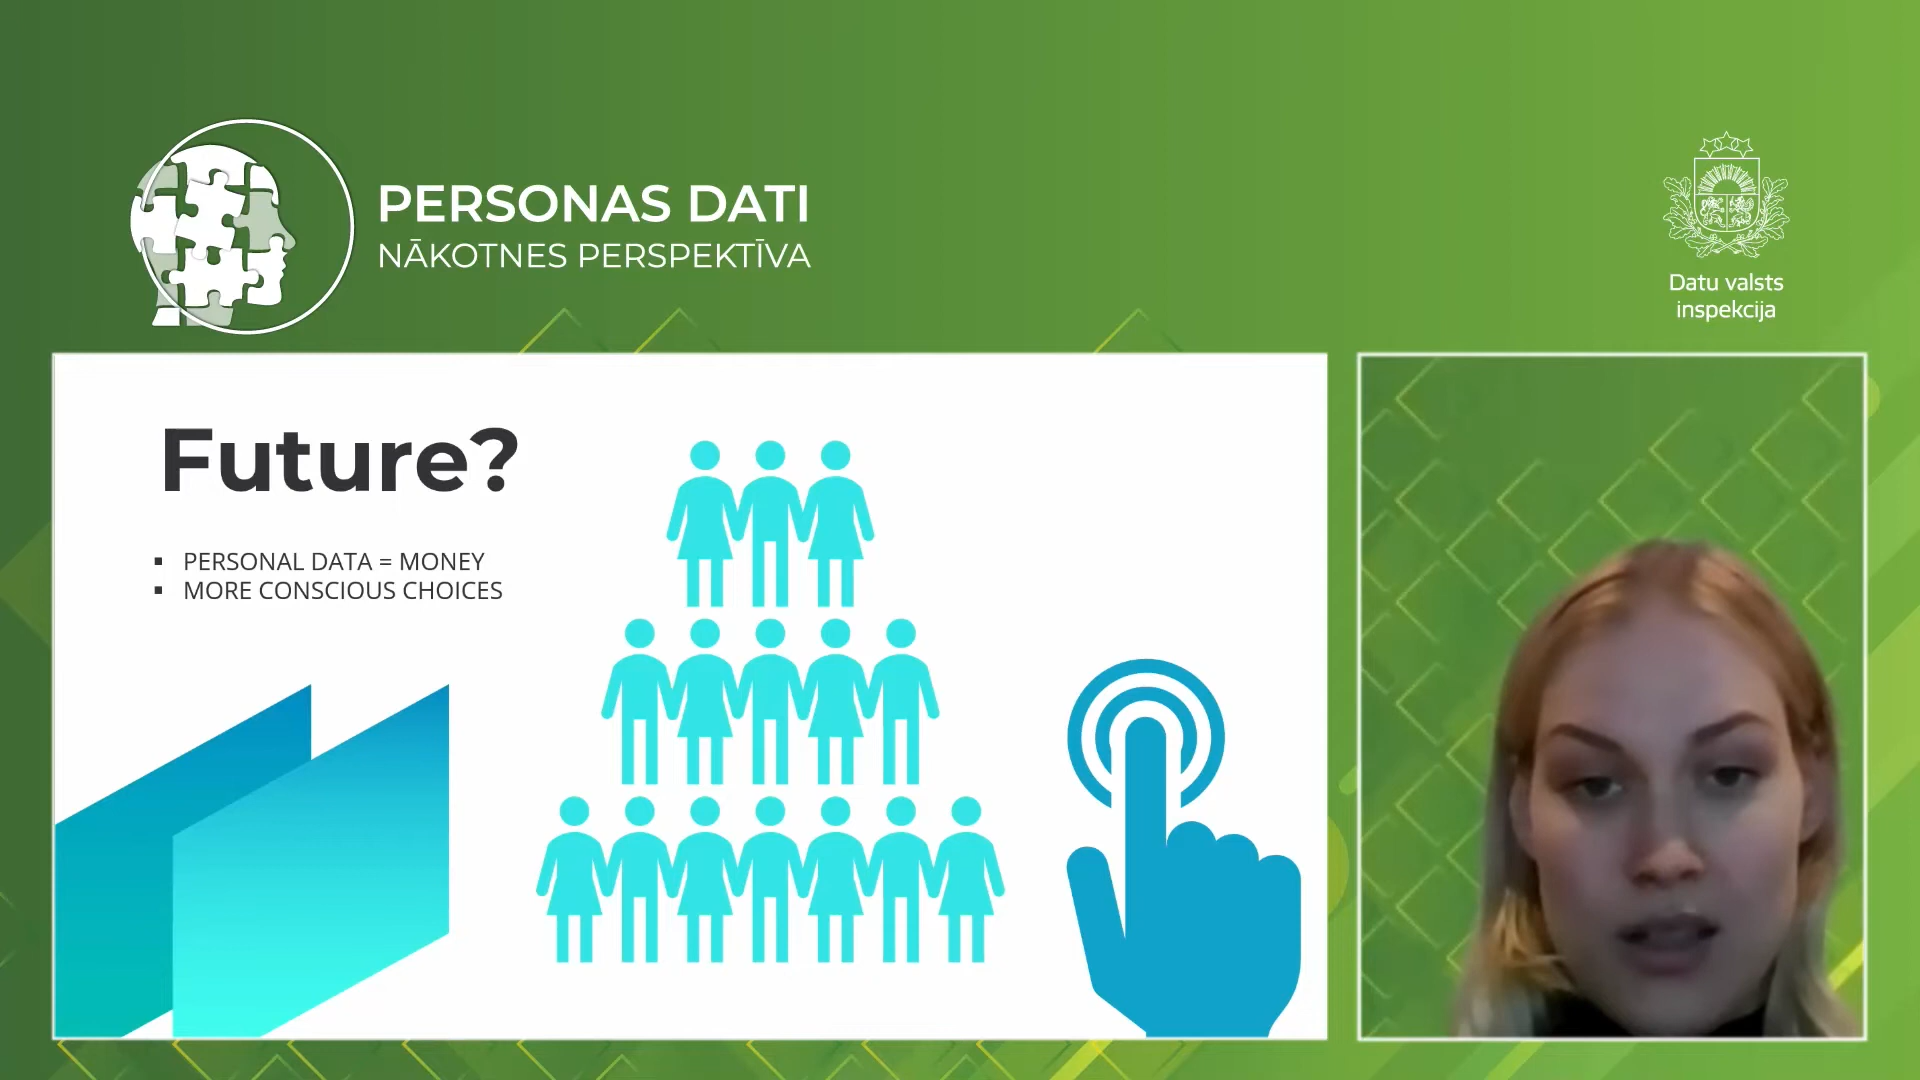 PERSONAS DATI
NĀKOTNES PERSPEKTĪVA
Datu valsts
inspekcija
Future?
▪ PERSONAL DATA = MONEY
▪ MORE CONSCIOUS CHOICES